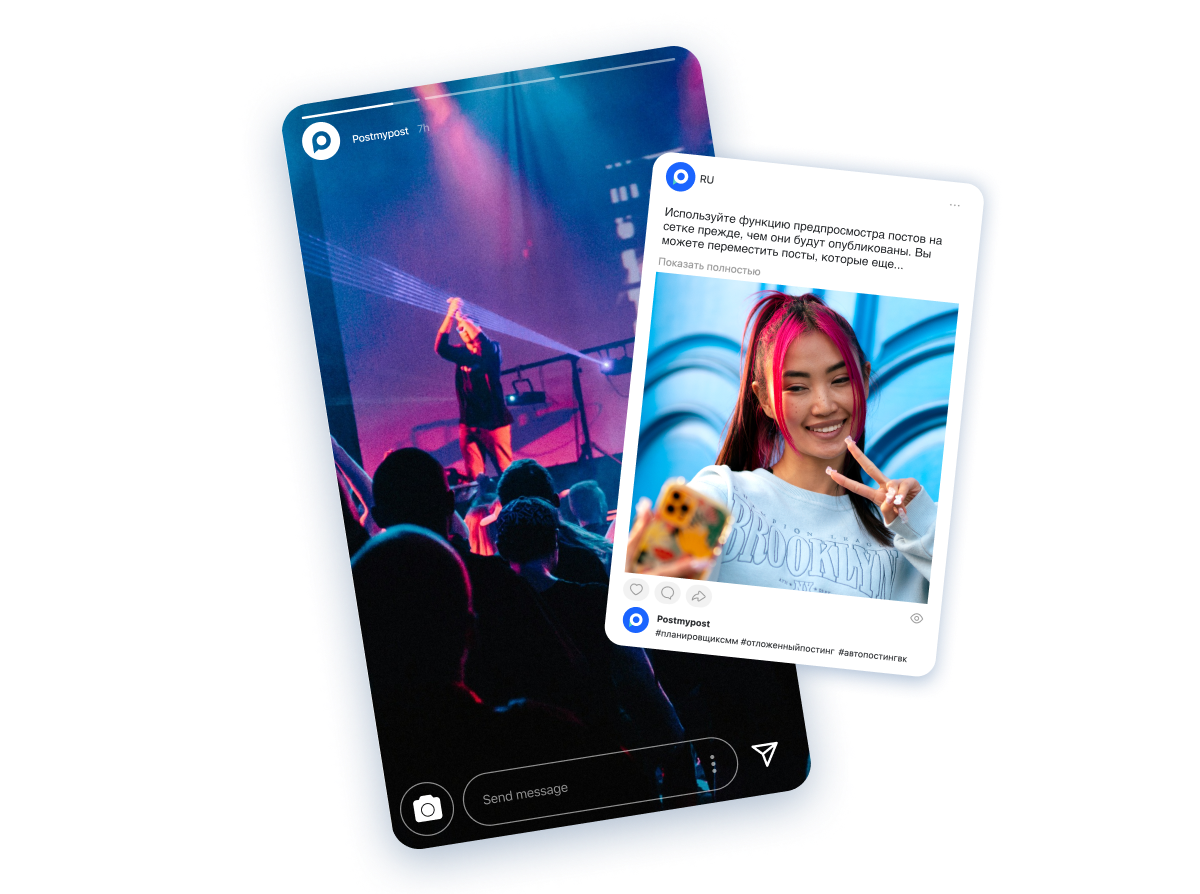 Postmypost 7h
RU
Используйте функцию предпросмостра постов на
сетке прежде, чем они будут опубликованы. Вы
можете переместить посты, которые еще...
Показать полностью
BROOKLYN
Postmypost
#планировщиксмм #отложенныйпостинг #автопостингвк
Send message